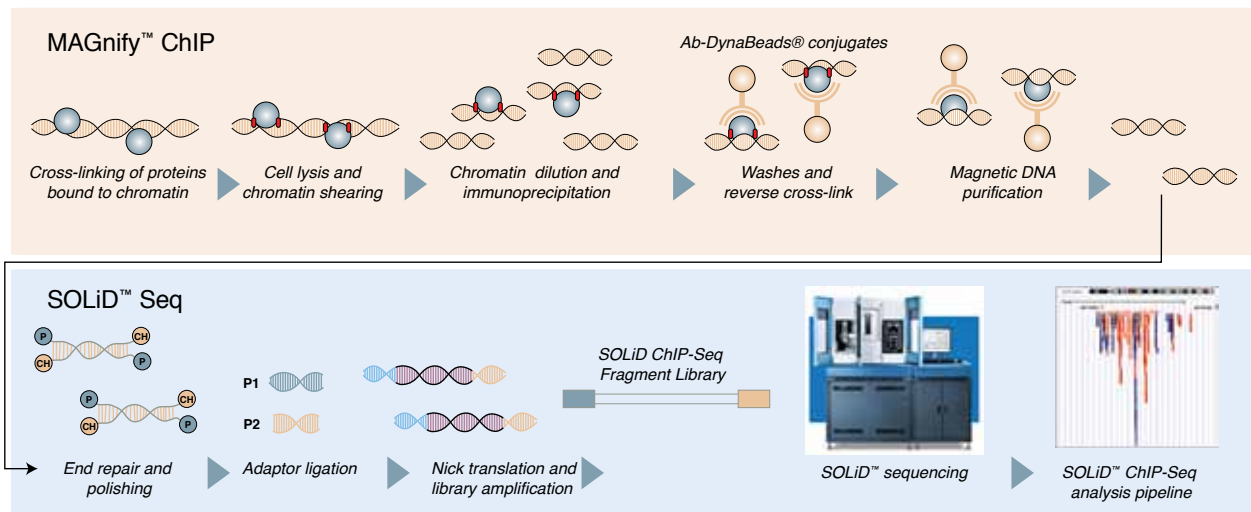 MAGnify™ ChIP
Ab-DynaBeads® conjugates
Cross-linking of proteins
bound to chromatin
Cell lysis and
chromatin shearing
Chromatin dilution and
immunoprecipitation
Washes and
reverse cross-link
Magnetic DNA
purification
SOLiD™ Seq
P
CH
CH
P
P
CH
CH
P
P1
P2
SOLiD ChIP-Seq
Fragment Library
End repair and
polishing
Adaptor ligation
Nick translation and
library amplification
SOLiD™ sequencing
SOLiD™ ChIP-Seq
analysis pipeline